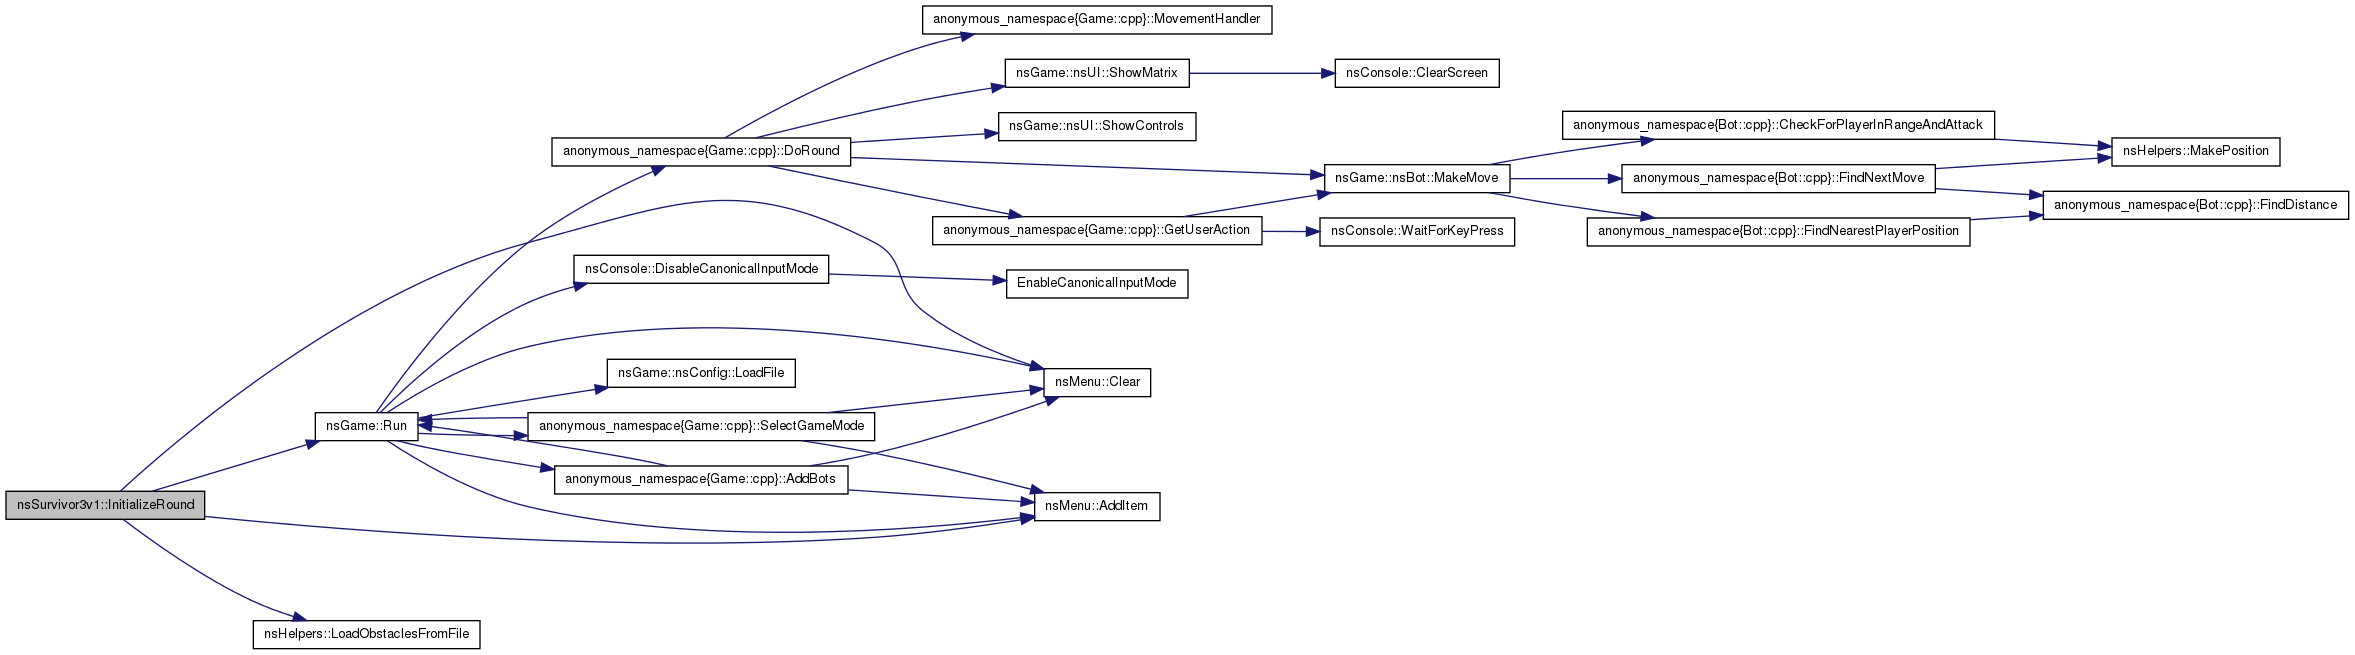 anonymous_namespace{Game::cpp}::MovementHandler
nsGame::nsUI::ShowMatrix
nsConsole::ClearScreen
nsGame::nsUI::ShowControls
anonymous_namespace{Bot::cpp}::CheckForPlayerInRangeAndAttack
anonymous_namespace{Game::cpp}::DoRound
nsHelpers::MakePosition
nsGame::nsBot::MakeMove
anonymous_namespace{Bot::cpp}::FindNextMove
anonymous_namespace{Bot::cpp}::FindDistance
anonymous_namespace{Game::cpp}::GetUserAction
nsConsole::WaitForKeyPress
anonymous_namespace{Bot::cpp}::FindNearestPlayerPosition
nsConsole::DisableCanonicalInputMode
EnableCanonicalInputMode
nsGame::nsConfig::LoadFile
nsMenu::Clear
nsGame::Run
anonymous_namespace{Game::cpp}::SelectGameMode
anonymous_namespace{Game::cpp}::AddBots
nsSurvivor3v1::InitializeRound
nsMenu::AddItem
nsHelpers::LoadObstaclesFromFile